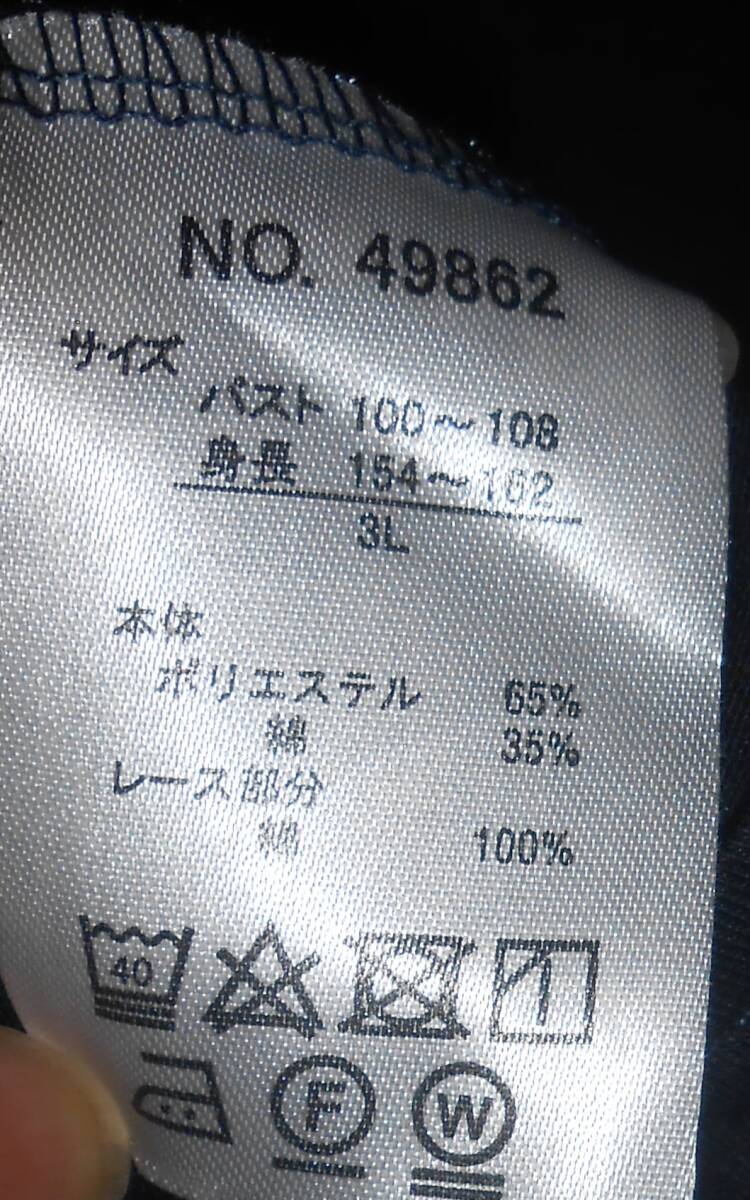 NO. 49862
サイズ
バスト 100～108
身長 154～162
3L
本体
ポリエステル 65%
綿 35%
レース部分
綿 100%
40
F W